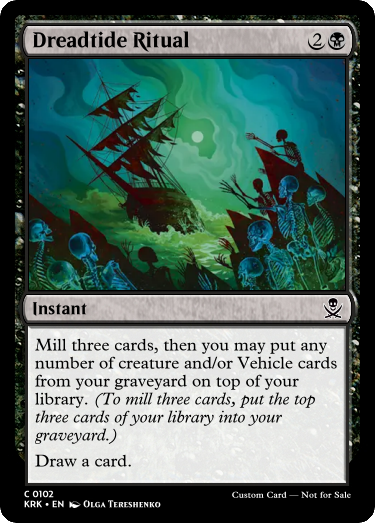 Dreadtide Ritual 2
Instant
Mill three cards, then you may put any
number of creature and/or Vehicle cards
from your graveyard on top of your
library. (To mill three cards, put the top
three cards of your library into your
graveyard.)
Draw a card.
C 0102
KRK • EN Olga Tereshenko
Custom Card — Not for Sale